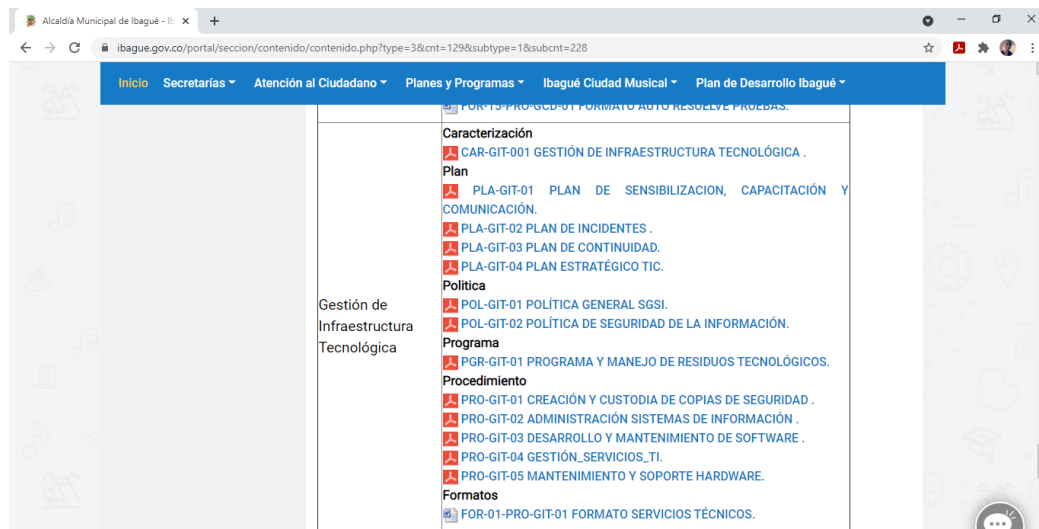 Alcaldía Municipal de Ibagué - Ib
ibague.gov.co/portal/seccion/contenido/contenido.php?type=3&cnt=129&subtype=1&subcnt=228
Inicio Secretarías Atención al Ciudadano Planes y Programas Ibagué Ciudad Musical Plan de Desarrollo Ibagué
FOR-15-PRO-GCD-01 FORMATO AUTO RESUELVE PRUEBAS.
Gestión de
Infraestructura
Tecnológica
Caracterización
CAR-GIT-001 GESTIÓN DE INFRAESTRUCTURA TECNOLÓGICA .
Plan
PLA-GIT-01 PLAN DE SENSIBILIZACION, CAPACITACIÓN Y
COMUNICACIÓN.
PLA-GIT-02 PLAN DE INCIDENTES .
PLA-GIT-03 PLAN DE CONTINUIDAD.
PLA-GIT-04 PLAN ESTRATÉGICO TIC.
Politica
POL-GIT-01 POLÍTICA GENERAL SGSI.
POL-GIT-02 POLÍTICA DE SEGURIDAD DE LA INFORMACIÓN.
Programa
PGR-GIT-01 PROGRAMA Y MANEJO DE RESIDUOS TECNOLÓGICOS.
Procedimiento
PRO-GIT-01 CREACIÓN Y CUSTODIA DE COPIAS DE SEGURIDAD .
PRO-GIT-02 ADMINISTRACIÓN SISTEMAS DE INFORMACIÓN .
PRO-GIT-03 DESARROLLO Y MANTENIMIENTO DE SOFTWARE .
PRO-GIT-04 GESTIÓN_SERVICIOS_TI.
PRO-GIT-05 MANTENIMIENTO Y SOPORTE HARDWARE.
Formatos
FOR-01-PRO-GIT-01 FORMATO SERVICIOS TÉCNICOS.